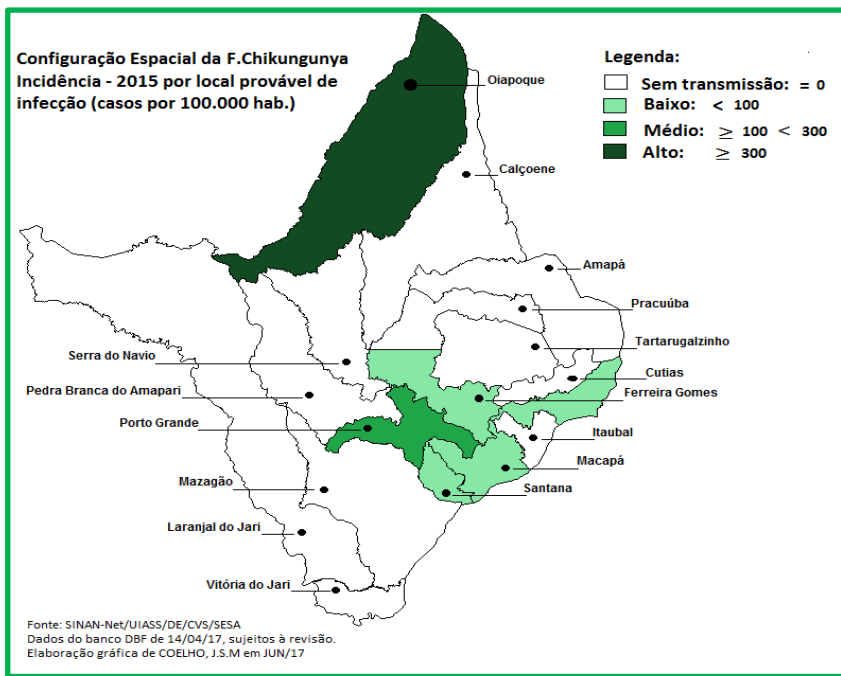 Configuração Espacial da F.Chikungunya
Incidência - 2015 por local provável de
infecção (casos por 100.000 hab.)
Legenda:
Sem transmissão: = 0
Baixo: < 100
Médio: ≥ 100 < 300
Alto: ≥ 300
Oiapoque
Calçoene
Amapá
Pracuúba
Tartarugalzinho
Serra do Navio
Cutias
Pedra Branca do Amapari
Ferreira Gomes
Porto Grande
Itaubal
Macapá
Mazagão
Santana
Laranjal do Jari
Vitória do Jari
Fonte: SINAN-Net/UIASS/DE/CVS/SESA
Dados do banco DBF de 14/04/17, sujeitos à revisão.
Elaboração gráfica de COELHO, J.S.M em JUN/17